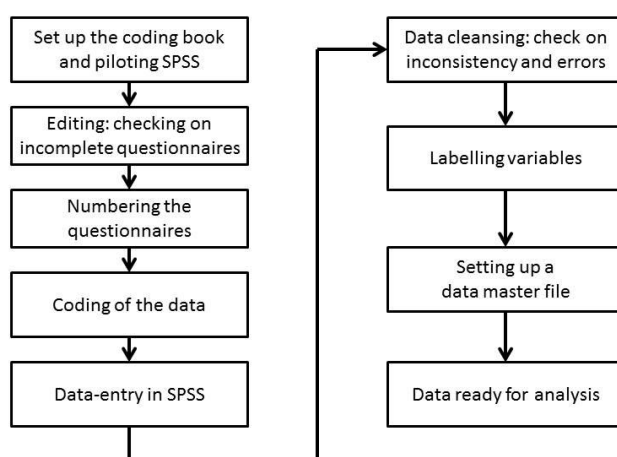 Set up the coding book
and piloting SPSS
Editing: checking on
incomplete questionnaires
Numbering the
questionnaires
Coding of the data
Data-entry in SPSS
Data cleansing: check on
inconsistency and errors
Labelling variables
Setting up a
data master file
Data ready for analysis